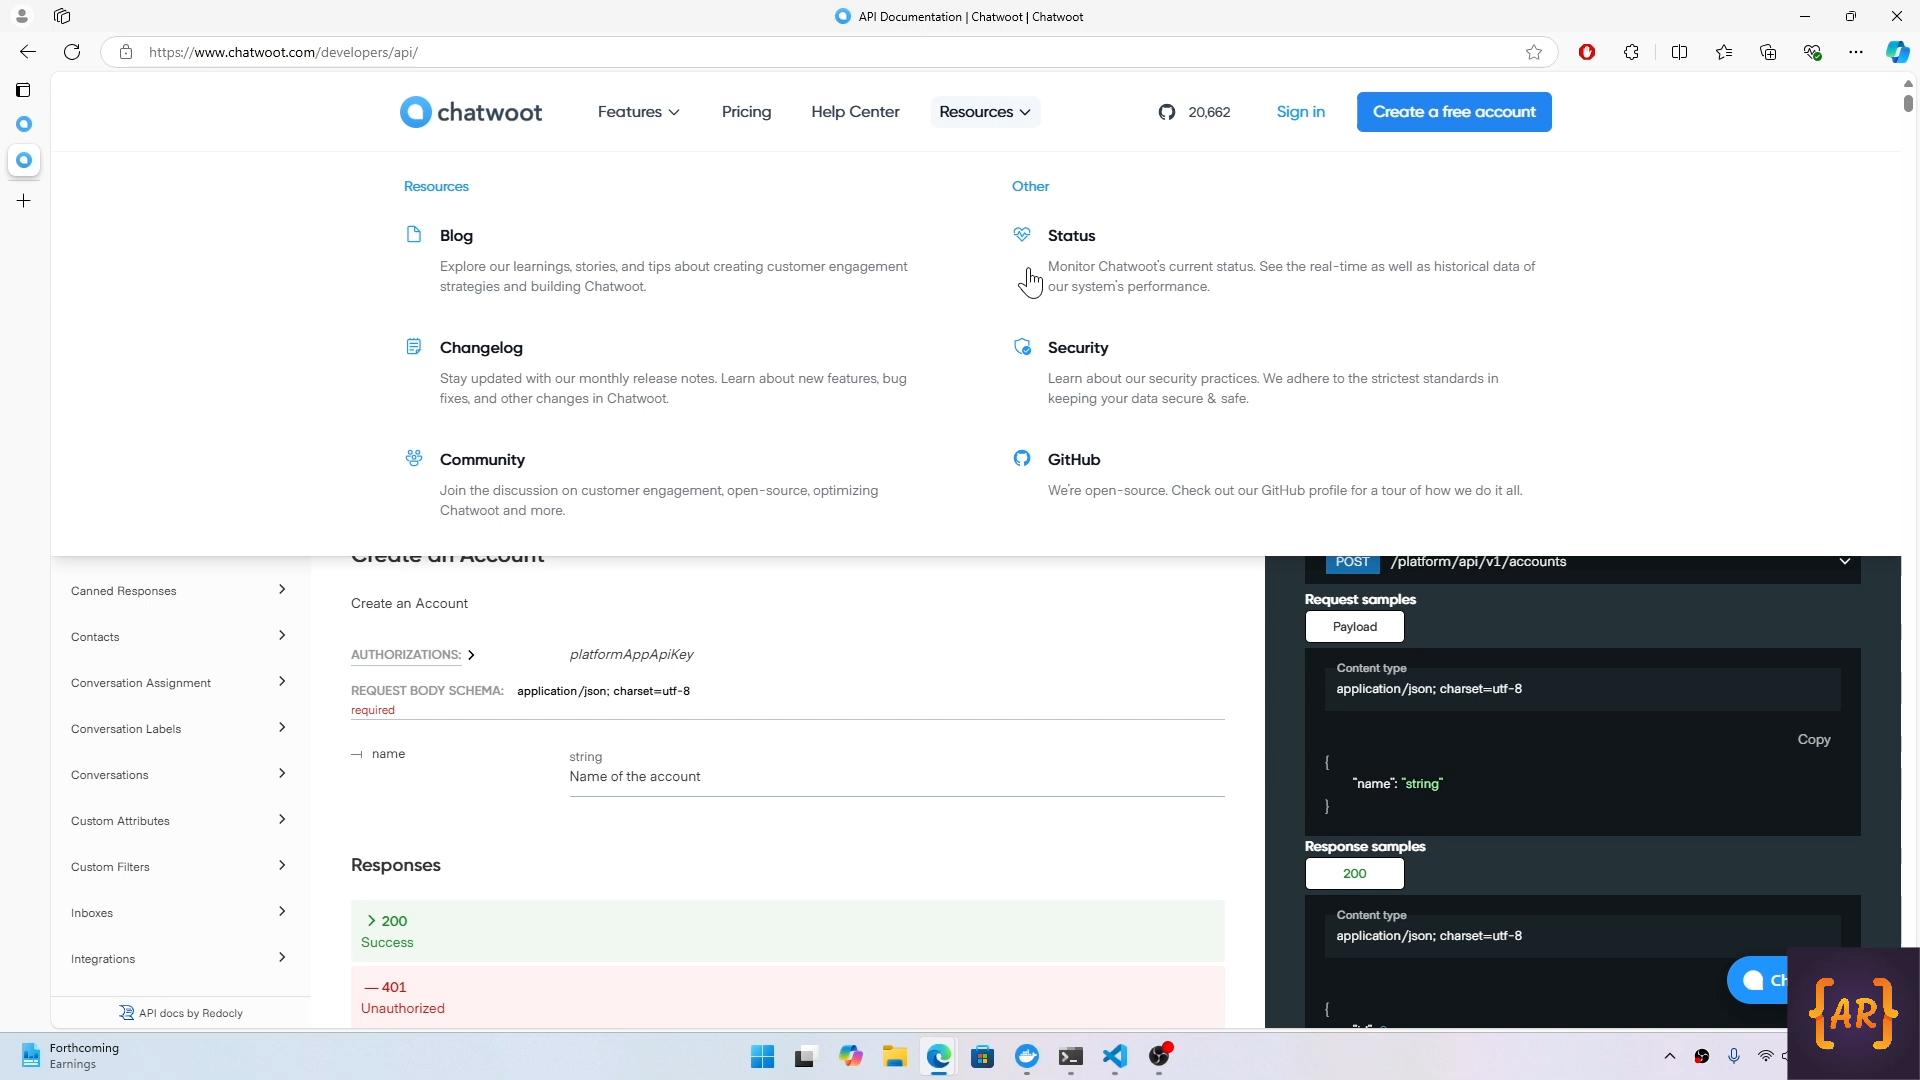 API Documentation | Chatwoot | Chatwoot
https://www.chatwoot.com/developers/api/
chatwoot
Features
Pricing
Help Center
Resources
20,662
Sign in
Create a free account
Resources
Blog
Explore our learnings, stories, and tips about creating customer engagement
strategies and building Chatwoot.
Changelog
Stay updated with our monthly release notes. Learn about new features, bug
fixes, and other changes in Chatwoot.
Community
Join the discussion on customer engagement, open-source, optimizing
Chatwoot and more.
Other
Status
Monitor Chatwoot's current status. See the real-time as well as historical data of
our system's performance.
Security
Learn about our security practices. We adhere to the strictest standards in
keeping your data secure & safe.
GitHub
We're open-source. Check out our GitHub profile for a tour of how we do it all.
Canned Responses
Contacts
Conversation Assignment
Conversation Labels
Conversations
Custom Attributes
Custom Filters
Inboxes
Integrations
API docs by Redocly
Create an Account
Create an Account
AUTHORIZATIONS:
platformAppApiKey
REQUEST BODY SCHEMA: application/json; charset=utf-8
required
name
string
Name of the account
Responses
200
Success
401
Unauthorized
POST /platform/api/v1/accounts
Request samples
Payload
Content type
application/json; charset=utf-8
Copy
{
"name": "string"
}
Response samples
200
Content type
application/json; charset=utf-8
{
{AR}
Forthcoming
Earnings